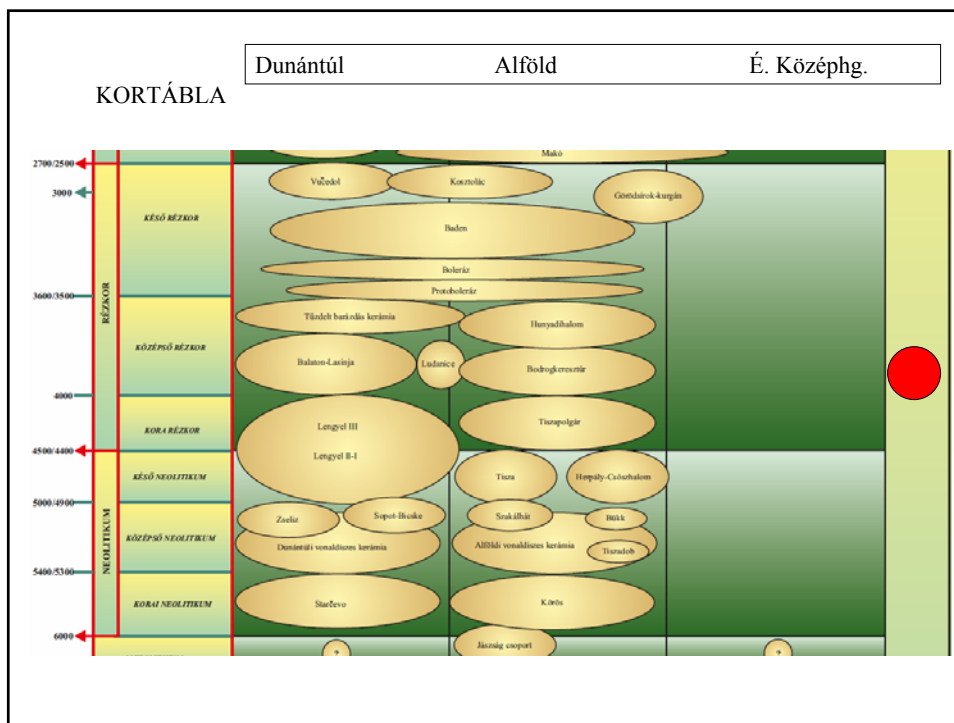 Dunántúl Alföld É. Középhg.
KORTÁBLA
Makó
2700/2500
Vučedol Kosztolác
3000
Gödörsírok-kurgán
KÉSŐ RÉZKOR
Baden
Boleráz
Protoboleráz
3600/3500
RÉZKOR
Tűzdelt barázdás kerámia
Hunyadihalom
KÖZÉPSŐ RÉZKOR
Balaton-Lasinja Ludanice Bodrogkeresztúr
4000
KORA RÉZKOR
Lengyel III
Tiszapolgár
4500/4400
Lengyel II-I
KÉSŐ NEOLITIKUM
Tisza Herpály-Csőszhalom
5000/4900
NEOLITIKUM
Zseliz Sopot-Bicske Szakálhát Bükk
KÖZÉPSŐ NEOLITIKUM
Dunántúli vonaldíszes kerámia Alföldi vonaldíszes kerámia Tiszadob
5400/5300
KORAI NEOLITIKUM
Starčevo Körös
6000
Jászság csoport
? ?